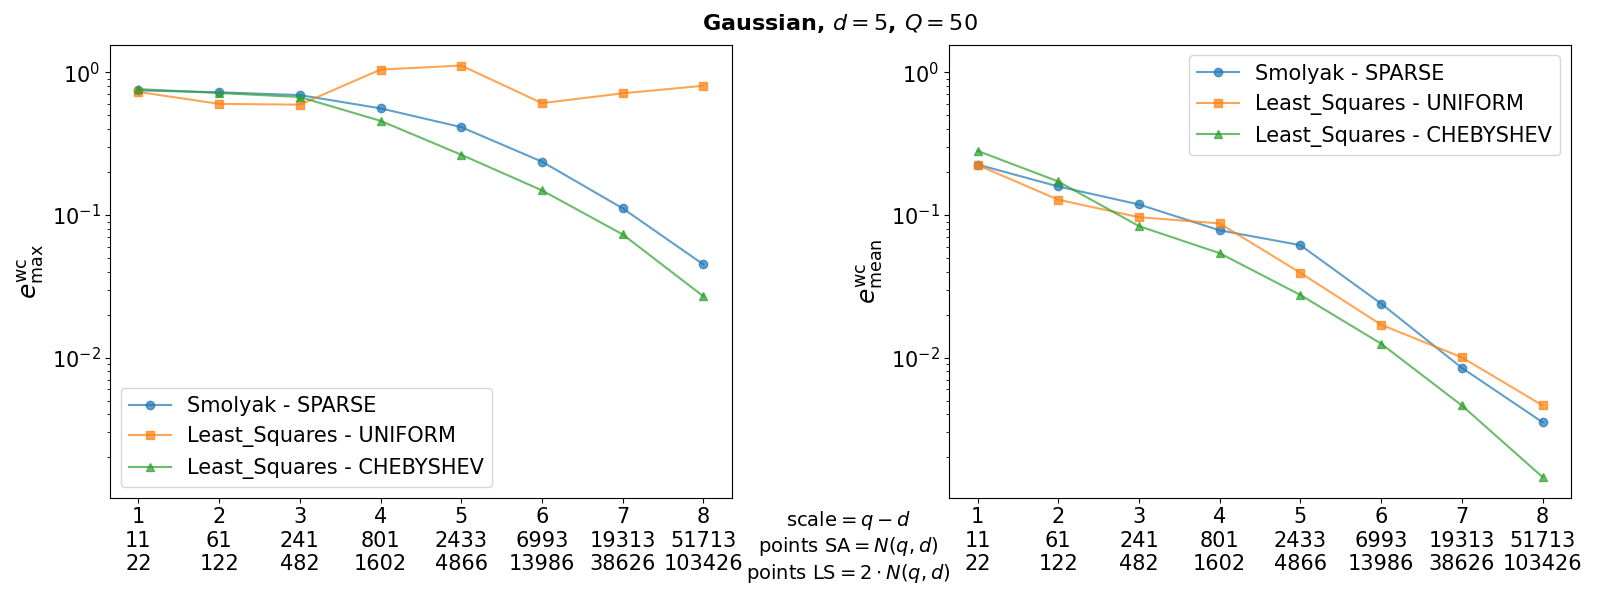 Gaussian, d = 5, Q = 50
10^0
10^-1
10^-2
e^wc_max
Smolyak - SPARSE
Least_Squares - UNIFORM
Least_Squares - CHEBYSHEV
1 2 3 4 5 6 7 8
11 61 241 801 2433 6993 19313 51713
22 122 482 1602 4866 13986 38626 103426
scale = q − d
points SA = N(q, d)
points LS = 2 · N(q, d)
10^0
10^-1
10^-2
e^wc_mean
Smolyak - SPARSE
Least_Squares - UNIFORM
Least_Squares - CHEBYSHEV
1 2 3 4 5 6 7 8
11 61 241 801 2433 6993 19313 51713
22 122 482 1602 4866 13986 38626 103426